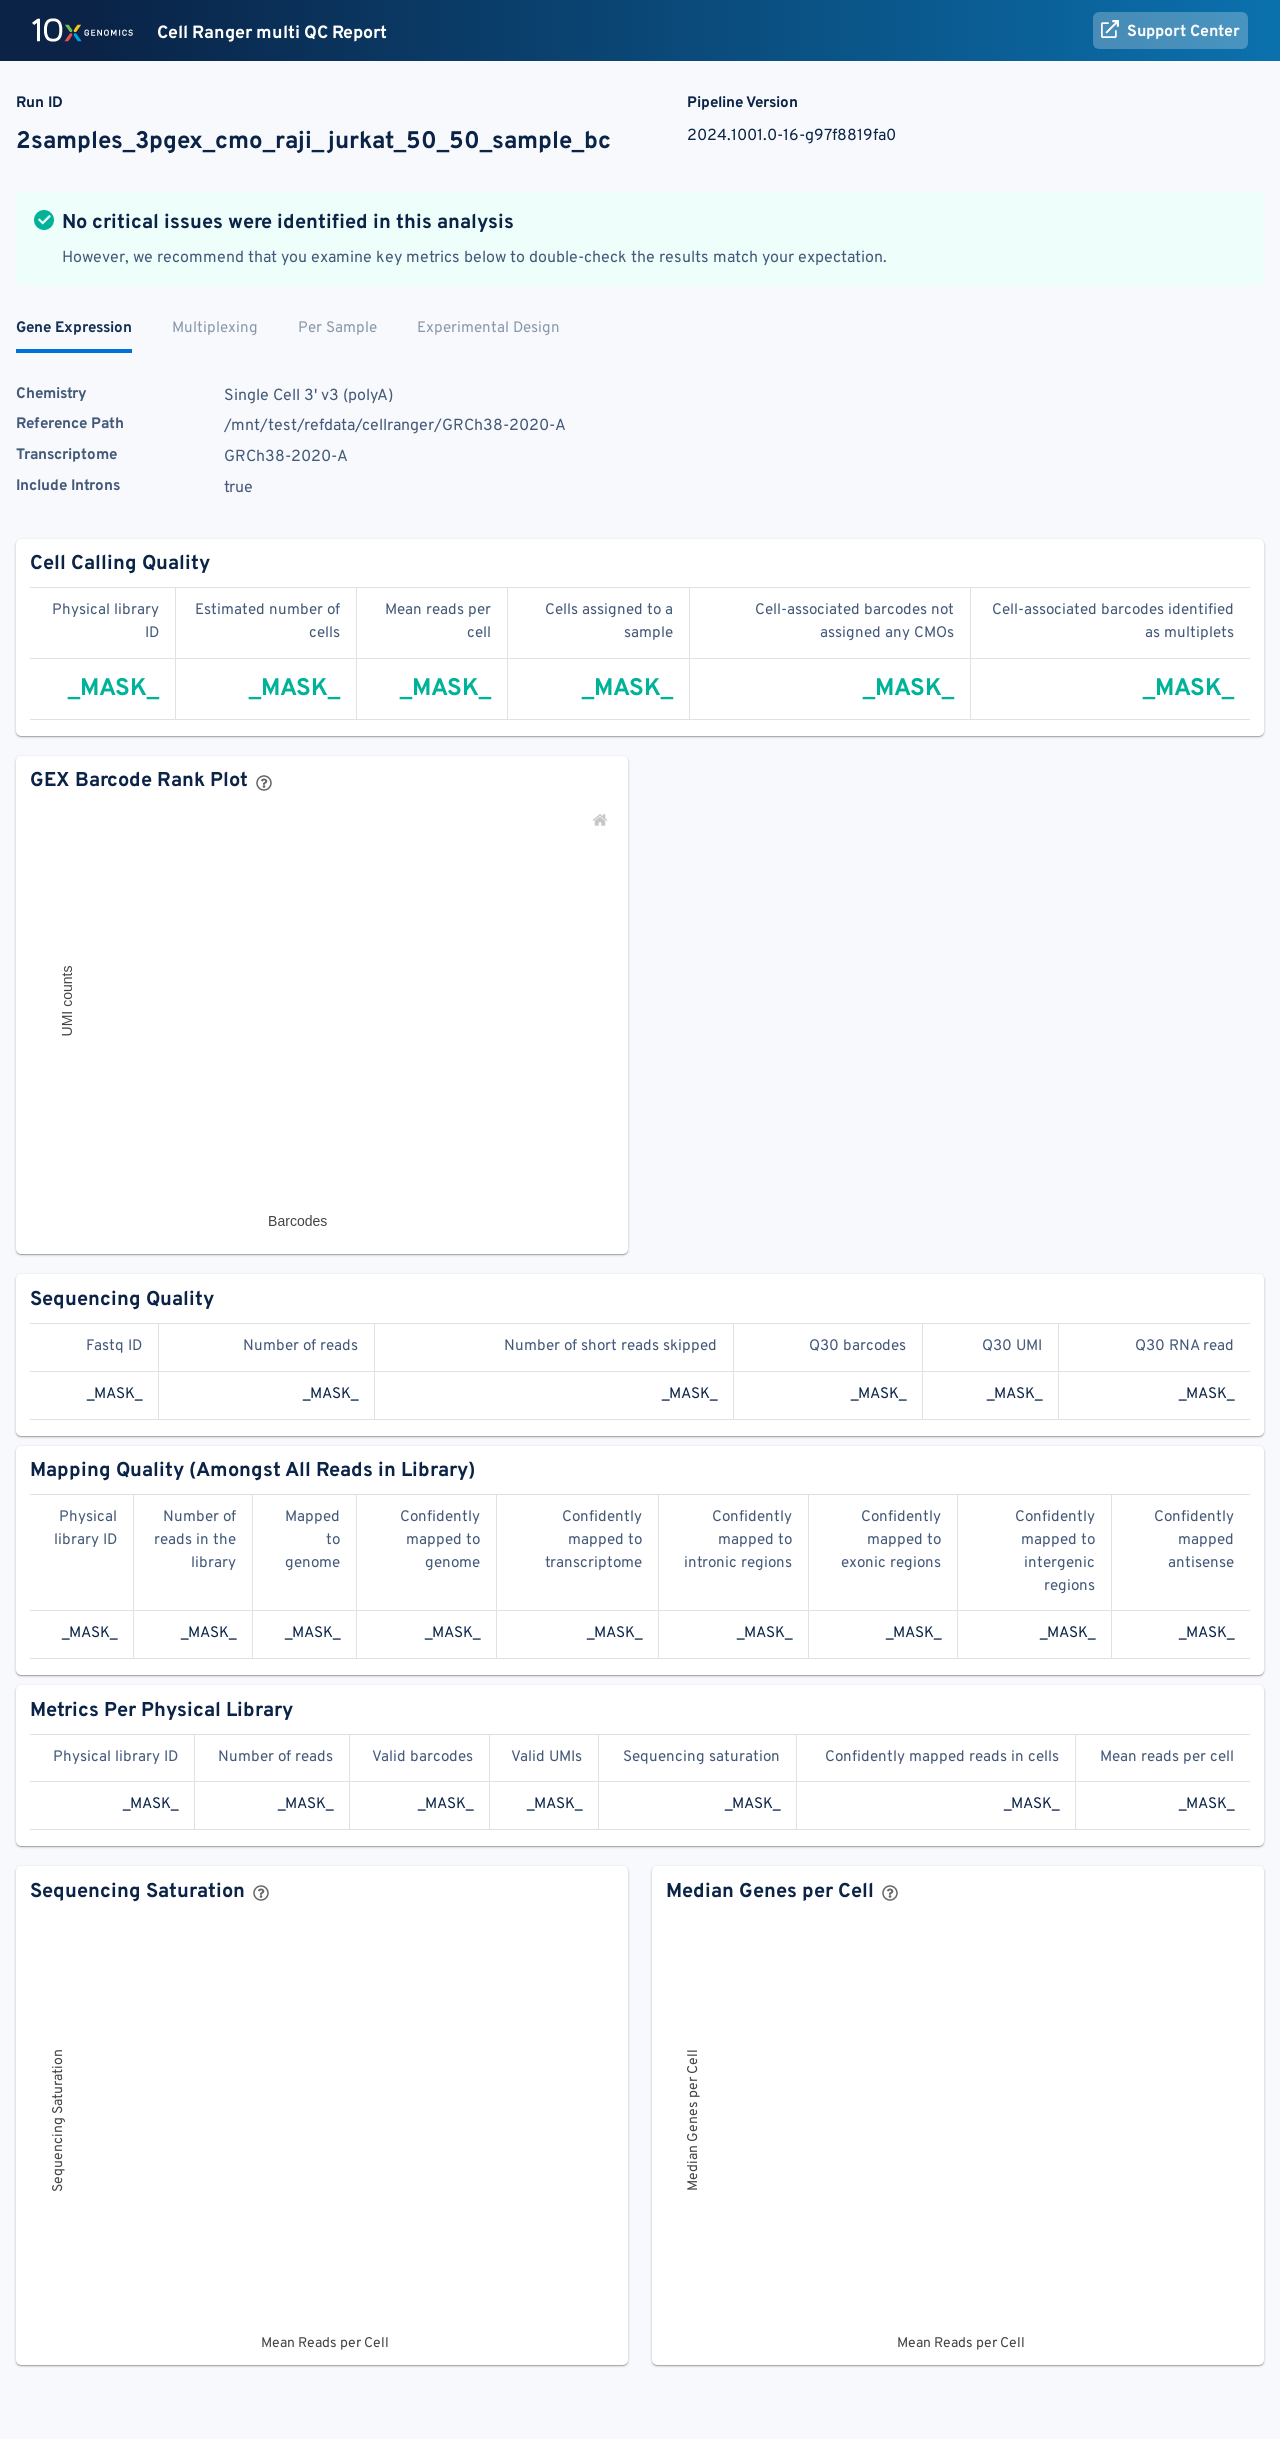 10x GENOMICS Cell Ranger multi QC Report Support Center
Run ID
2samples_3pgex_cmo_raji_jurkat_50_50_sample_bc
Pipeline Version
2024.1001.0-16-g97f8819fa0
No critical issues were identified in this analysis
However, we recommend that you examine key metrics below to double-check the results match your expectation.
Gene Expression Multiplexing Per Sample Experimental Design
Chemistry Single Cell 3' v3 (polyA)
Reference Path /mnt/test/refdata/cellranger/GRCh38-2020-A
Transcriptome GRCh38-2020-A
Include Introns true
Cell Calling Quality
Physical library Estimated number of Mean reads per Cells assigned to a Cell-associated barcodes not Cell-associated barcodes identified
ID cells cell sample assigned any CMOs as multiplets
_MASK_ _MASK_ _MASK_ _MASK_ _MASK_ _MASK_
GEX Barcode Rank Plot
UMI counts
Barcodes
Sequencing Quality
Fastq ID Number of reads Number of short reads skipped Q30 barcodes Q30 UMI Q30 RNA read
_MASK_ _MASK_ _MASK_ _MASK_ _MASK_ _MASK_
Mapping Quality (Amongst All Reads in Library)
Physical Number of Mapped Confidently Confidently Confidently Confidently Confidently Confidently
library ID reads in the to mapped to mapped to mapped to mapped to mapped to mapped
library genome genome transcriptome intronic regions exonic regions intergenic antisense
regions
_MASK_ _MASK_ _MASK_ _MASK_ _MASK_ _MASK_ _MASK_ _MASK_ _MASK_
Metrics Per Physical Library
Physical library ID Number of reads Valid barcodes Valid UMIs Sequencing saturation Confidently mapped reads in cells Mean reads per cell
_MASK_ _MASK_ _MASK_ _MASK_ _MASK_ _MASK_ _MASK_
Sequencing Saturation
Sequencing Saturation
Mean Reads per Cell
Median Genes per Cell
Median Genes per Cell
Mean Reads per Cell